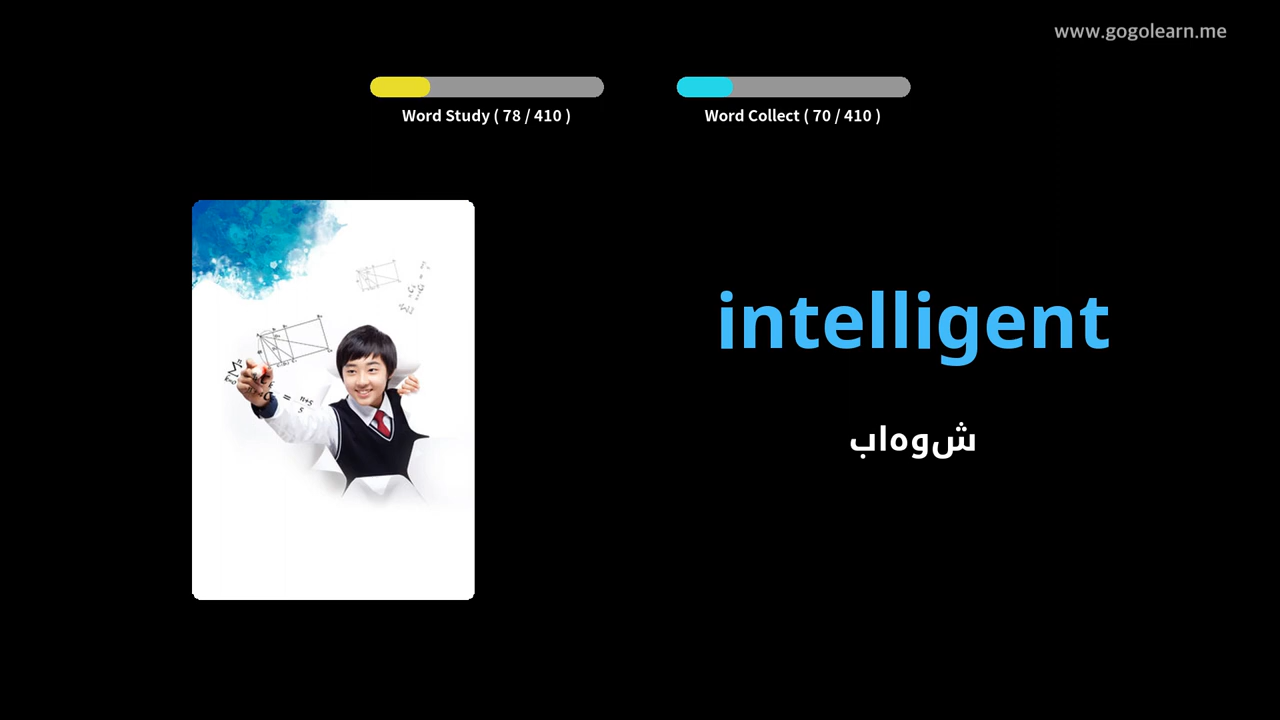 www.gogolearn.me
Word Study ( 78 / 410 )
Word Collect ( 70 / 410 )
intelligent
شوهاب